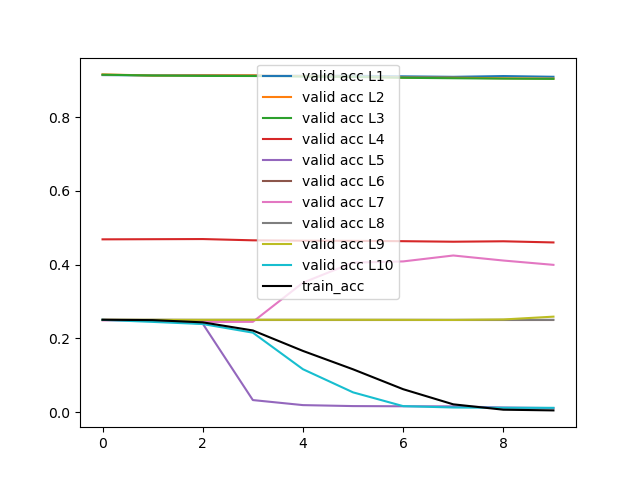 0.8
0.6
0.4
0.2
0.0
0
2
4
6
8
valid acc L1
valid acc L2
valid acc L3
valid acc L4
valid acc L5
valid acc L6
valid acc L7
valid acc L8
valid acc L9
valid acc L10
train_acc